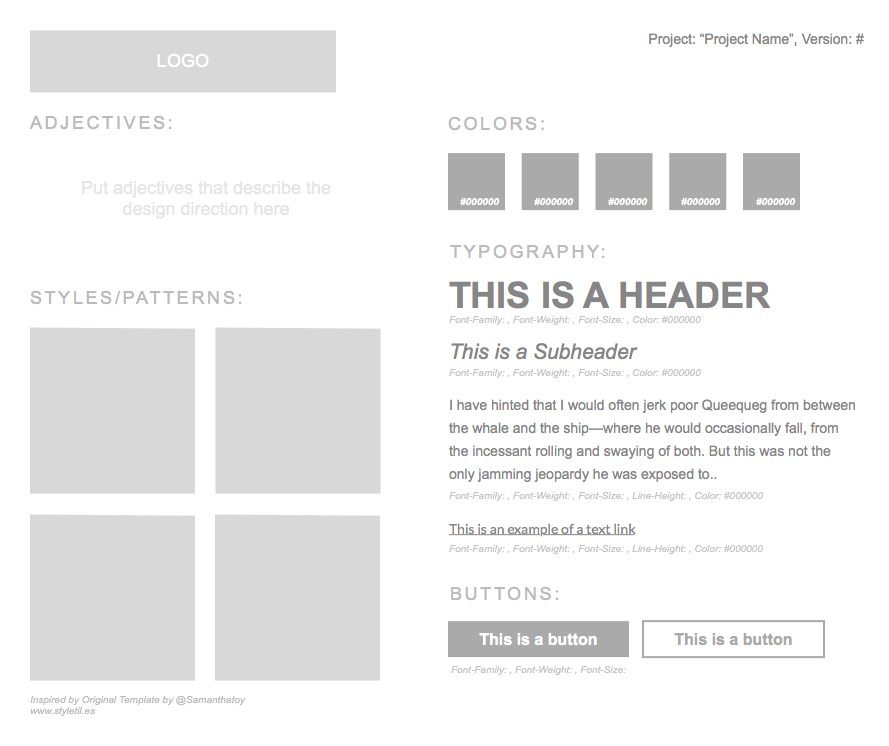 LOGO
Project: “Project Name”, Version: #
ADJECTIVES:
Put adjectives that describe the
design direction here
STYLES/PATTERNS:
Inspired by Original Template by @Samanthatoy
www.styletil.es
COLORS:
#000000 #000000 #000000 #000000 #000000
TYPOGRAPHY:
THIS IS A HEADER
Font-Family: , Font-Weight: , Font-Size: , Color: #000000
This is a Subheader
Font-Family: , Font-Weight: , Font-Size: , Color: #000000
I have hinted that I would often jerk poor Queequeg from between
the whale and the ship—where he would occasionally fall, from
the incessant rolling and swaying of both. But this was not the
only jamming jeopardy he was exposed to..
Font-Family: , Font-Weight: , Font-Size: , Line-Height: , Color: #000000
This is an example of a text link
Font-Family: , Font-Weight: , Font-Size: , Line-Height: , Color: #000000
BUTTONS:
This is a button This is a button
Font-Family: , Font-Weight: , Font-Size: